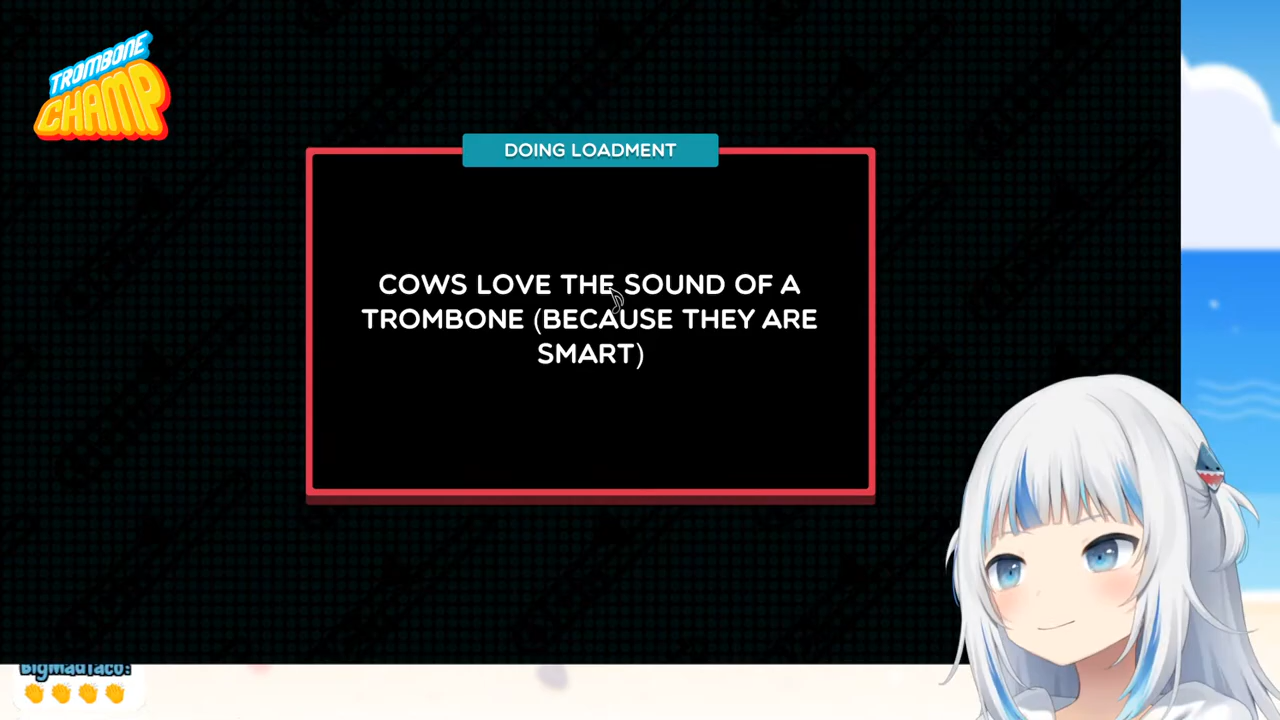 TROMBONE
CHAMP
DOING LOADMENT
COWS LOVE THE SOUND OF A
TROMBONE (BECAUSE THEY ARE
SMART)
BigMadTaco: